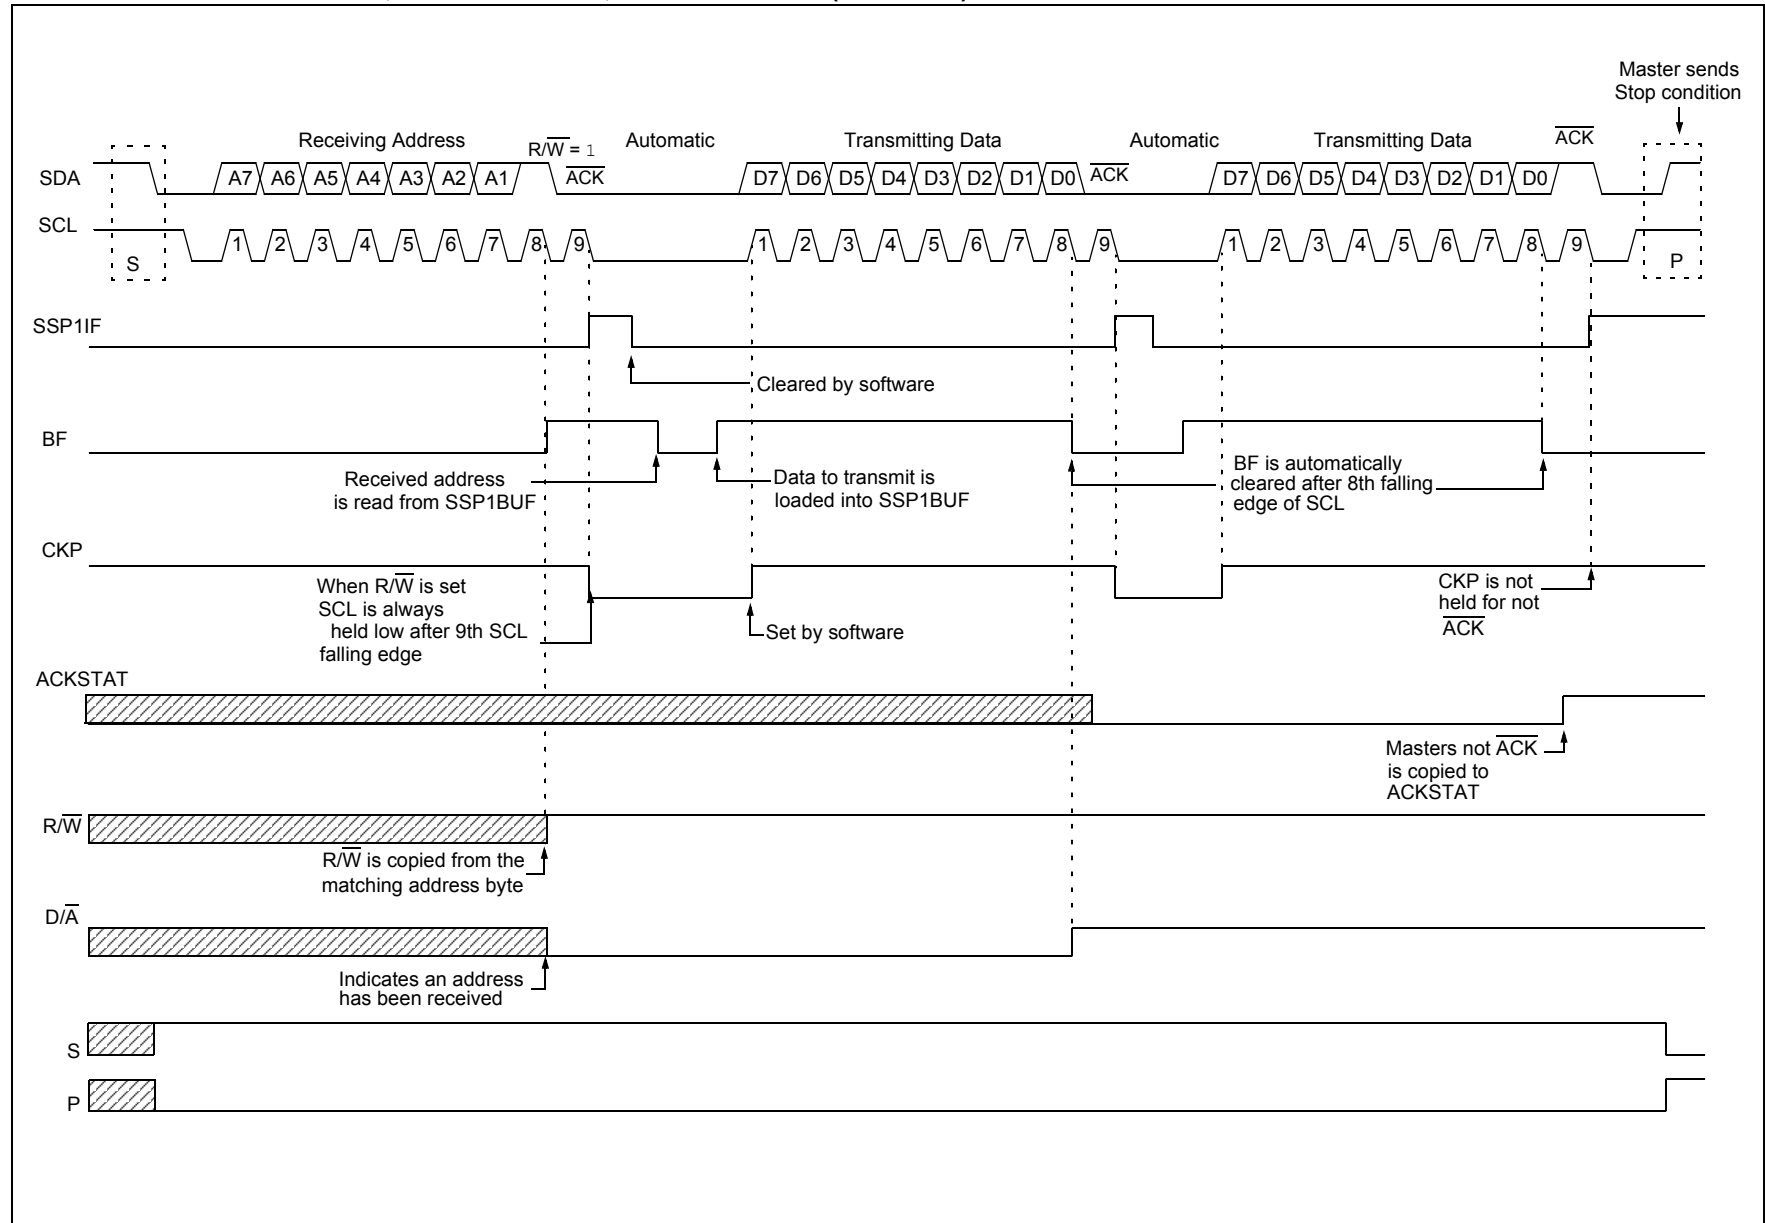 Master sends
Stop condition
Receiving Address
R/W = 1
Automatic
Transmitting Data
Automatic
Transmitting Data
ACK
SDA
A7 A6 A5 A4 A3 A2 A1
ACK
D7 D6 D5 D4 D3 D2 D1 D0
ACK
D7 D6 D5 D4 D3 D2 D1 D0
SCL
1 2 3 4 5 6 7 8 9
1 2 3 4 5 6 7 8 9
1 2 3 4 5 6 7 8 9
S
P
SSP1IF
Cleared by software
BF
Received address
is read from SSP1BUF
Data to transmit is
loaded into SSP1BUF
BF is automatically
cleared after 8th falling
edge of SCL
CKP
When R/W is set
SCL is always
held low after 9th SCL
falling edge
Set by software
CKP is not
held for not
ACK
ACKSTAT
Masters not ACK
is copied to
ACKSTAT
R/W
R/W is copied from the
matching address byte
D/A
Indicates an address
has been received
S
P